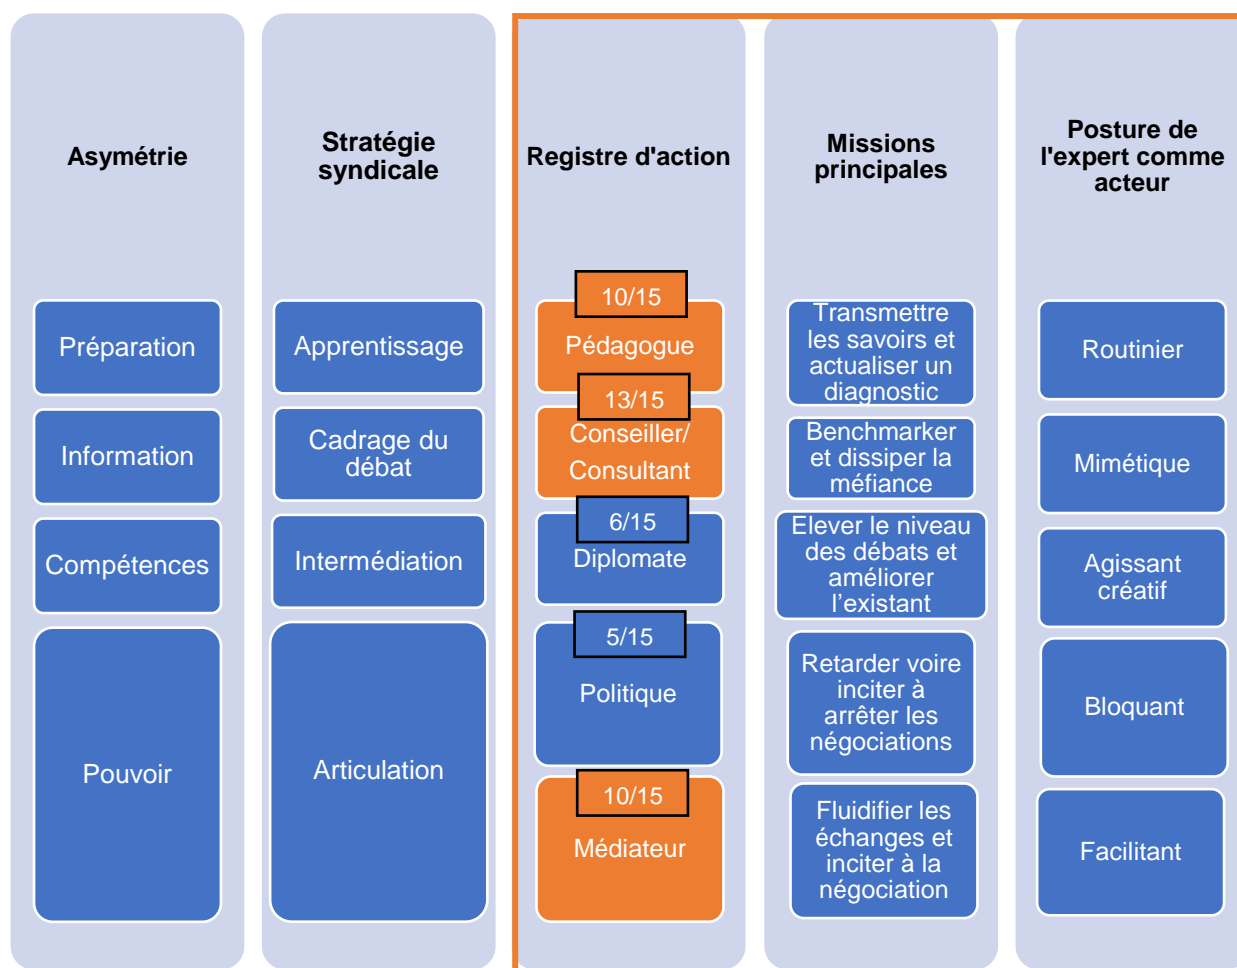 Asymétrie
Stratégie
syndicale
Registre d'action
Missions
principales
Posture de
l'expert comme
acteur
Préparation
Apprentissage
10/15
Pédagogue
Transmettre
les savoirs et
actualiser un
diagnostic
Routinier
Information
Cadrage du
débat
13/15
Conseiller/
Consultant
Benchmarker
et dissiper la
méfiance
Mimétique
Compétences
Intermédiation
6/15
Diplomate
Elever le niveau
des débats et
améliorer
l’existant
Agissant
créatif
Pouvoir
Articulation
5/15
Politique
Retarder voire
inciter à
arrêter les
négociations
Bloquant
10/15
Médiateur
Fluidifier les
échanges et
inciter à la
négociation
Facilitant